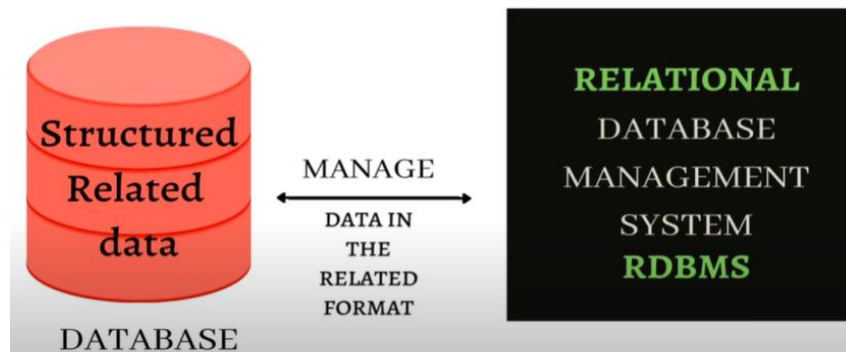 Structured
Related
data
DATABASE
MANAGE
DATA IN
THE
RELATED
FORMAT
RELATIONAL
DATABASE
MANAGEMENT
SYSTEM
RDBMS